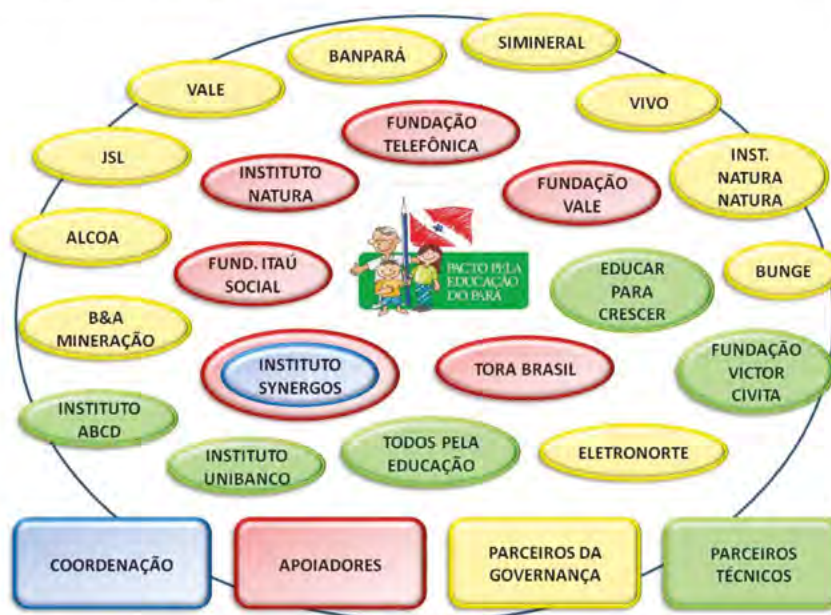 SIMINERAL
BANPARÁ
VALE
VIVO
FUNDAÇÃO
TELEFÔNICA
JSL
INSTITUTO
NATURA
FUNDAÇÃO
VALE
INST.
NATURA
NATURA
ALCOA
FUND. ITAÚ
SOCIAL
PACTO PELA
EDUCAÇÃO
DO PARÁ
EDUCAR
PARA
CRESCER
BUNGE
B&A
MINERAÇÃO
INSTITUTO
SYNERGOS
TORA BRASIL
FUNDAÇÃO
VICTOR
CIVITA
INSTITUTO
ABCD
INSTITUTO
UNIBANCO
TODOS PELA
EDUCAÇÃO
ELETRONORTE
COORDENAÇÃO
APOIADORES
PARCEIROS DA
GOVERNANÇA
PARCEIROS
TÉCNICOS